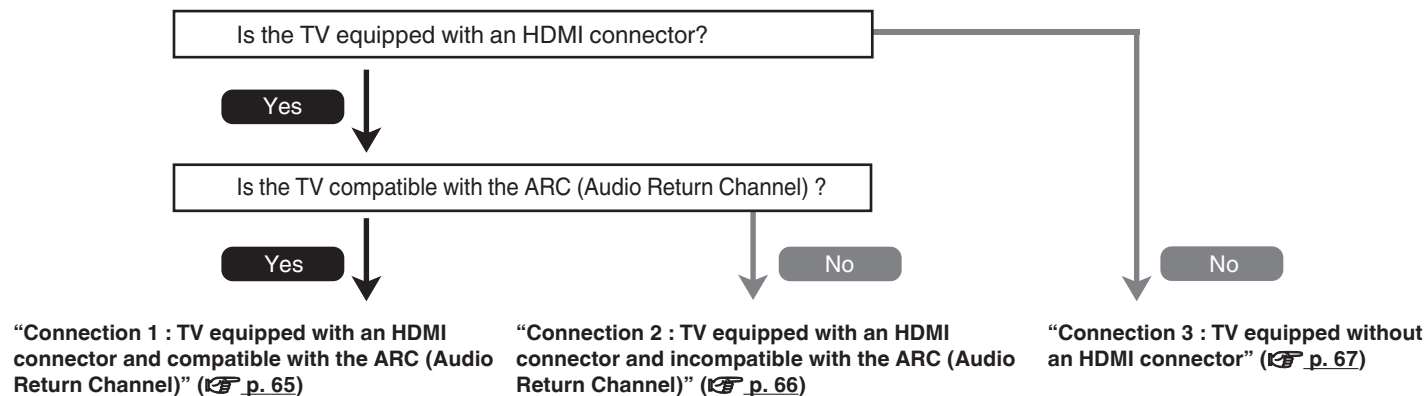 Is the TV equipped with an HDMI connector?
Yes
Is the TV compatible with the ARC (Audio Return Channel) ?
Yes
No
No
“Connection 1 : TV equipped with an HDMI
connector and compatible with the ARC (Audio
Return Channel)” (☞ p. 65)
“Connection 2 : TV equipped with an HDMI
connector and incompatible with the ARC (Audio
Return Channel)” (☞ p. 66)
“Connection 3 : TV equipped without
an HDMI connector” (☞ p. 67)